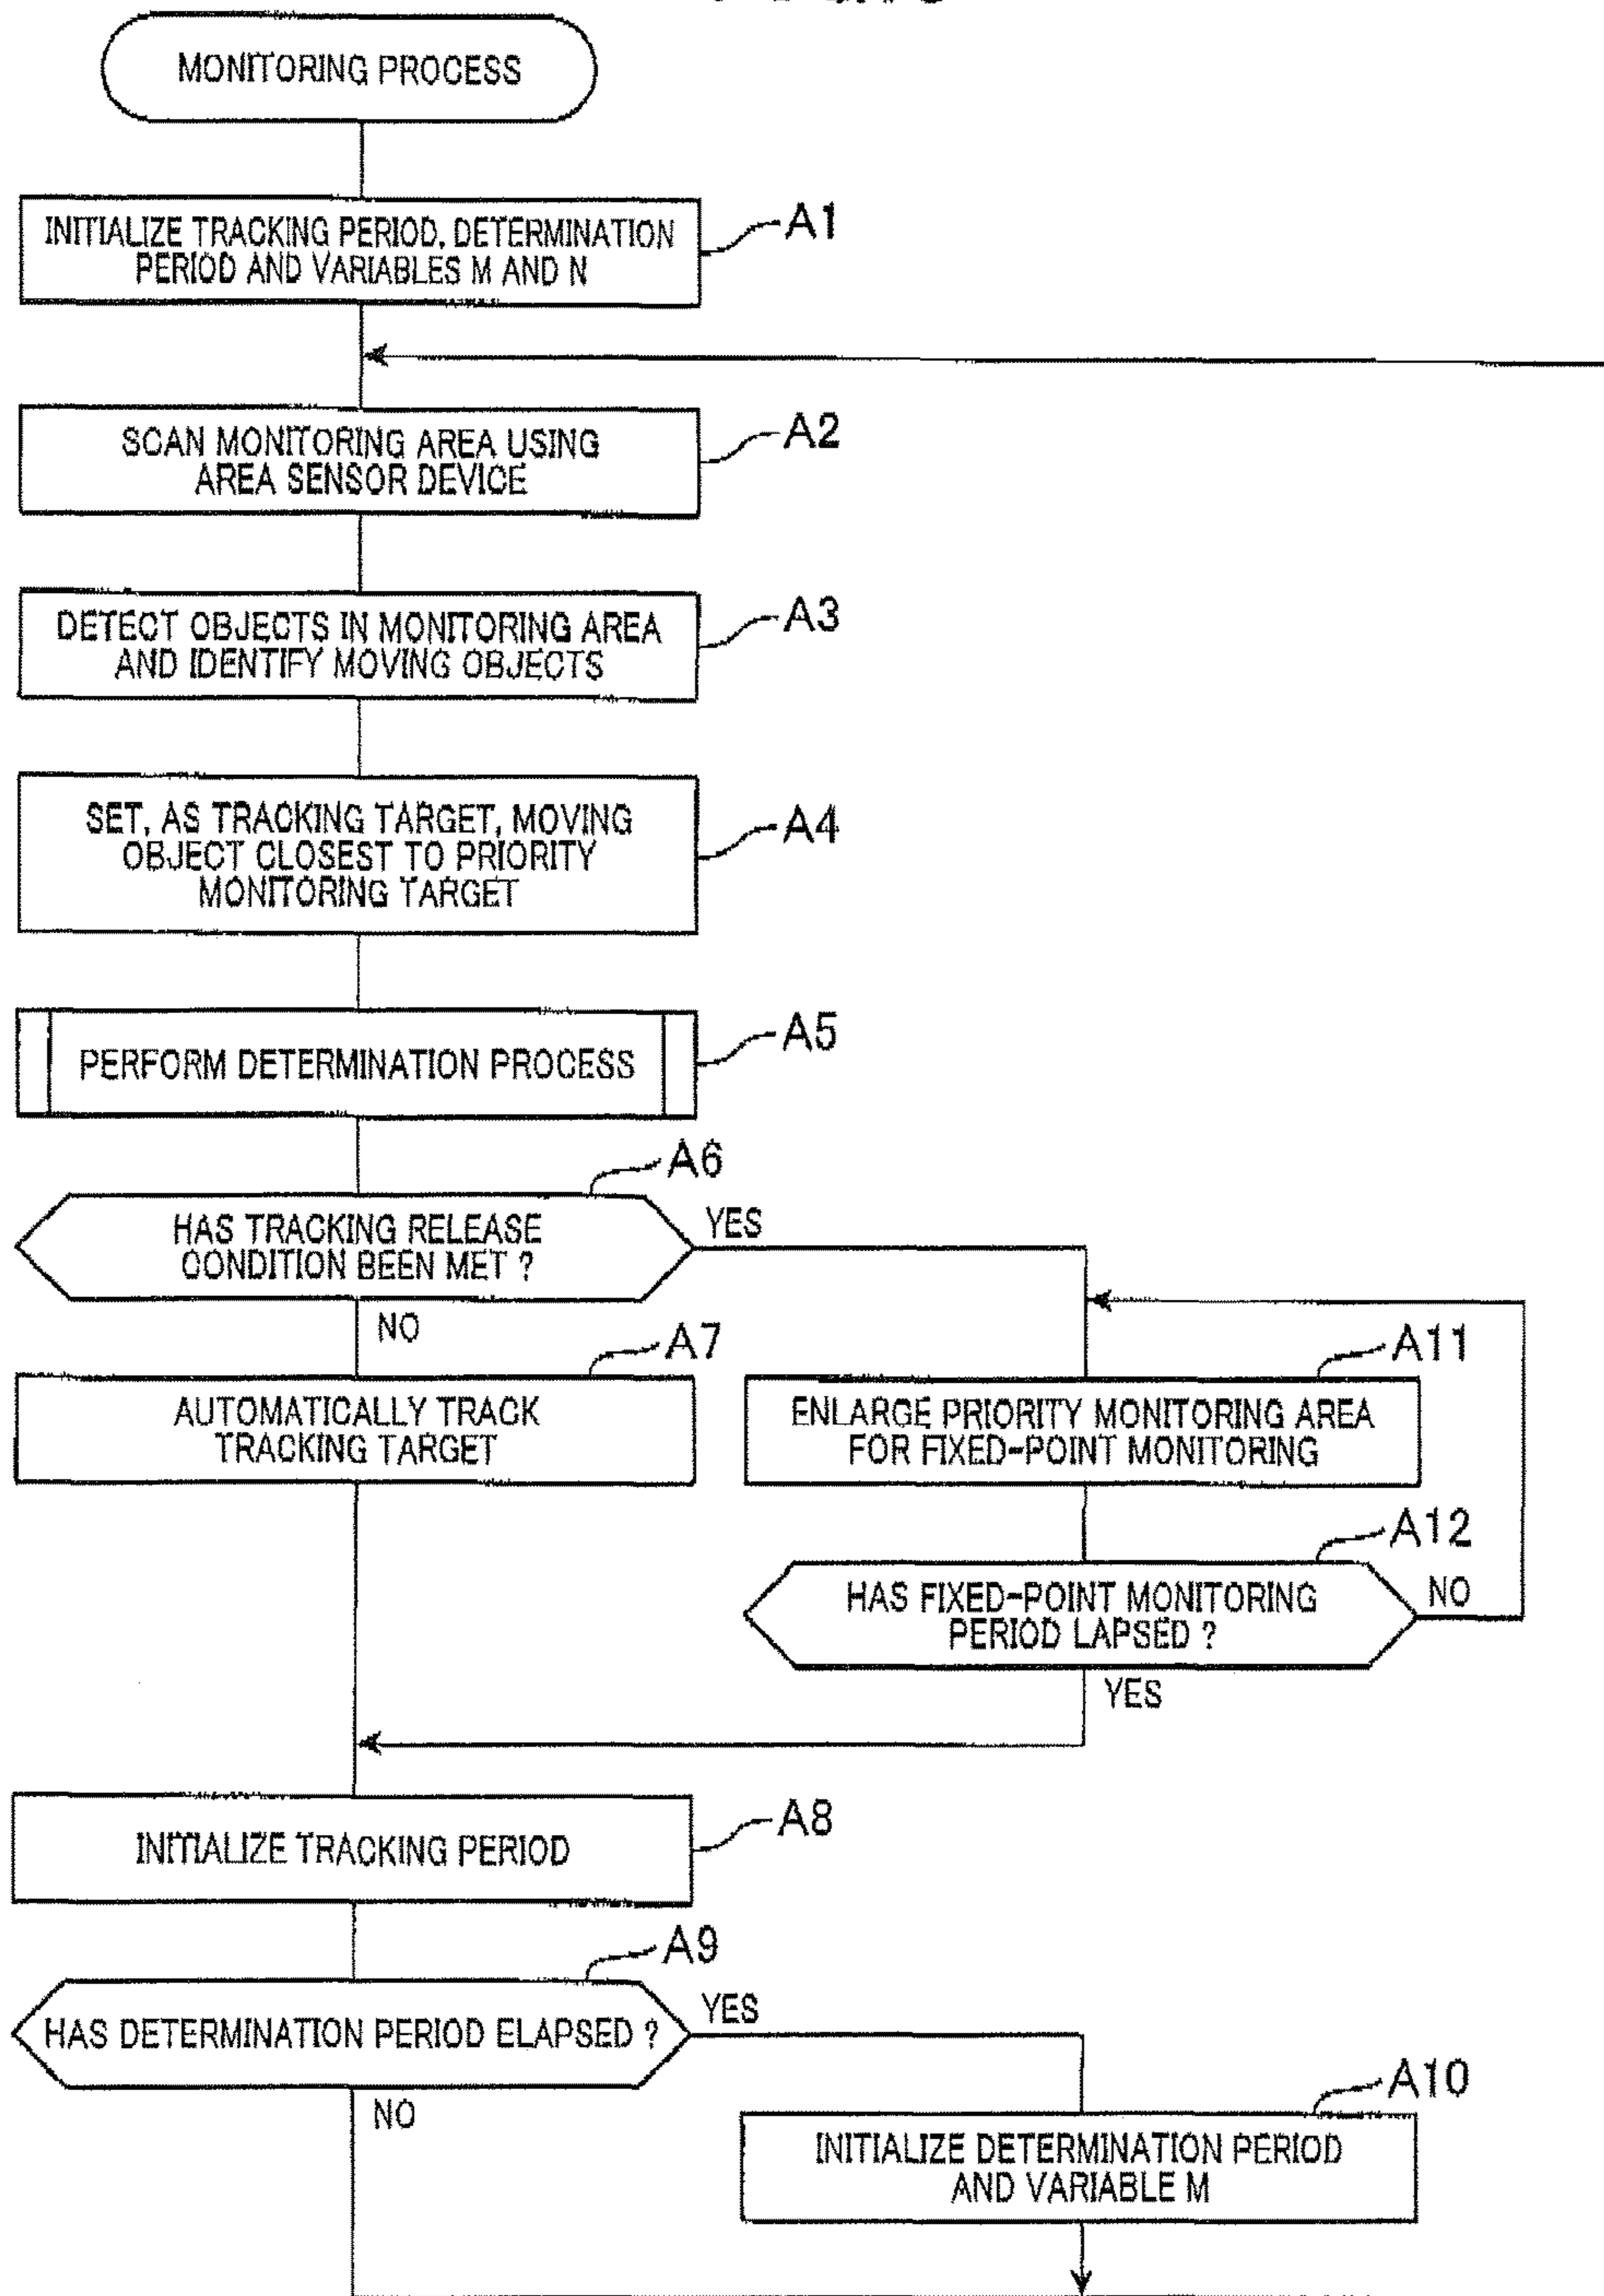 MONITORING PROCESS
INITIALIZE TRACKING PERIOD, DETERMINATION
PERIOD AND VARIABLES M AND N
A1
SCAN MONITORING AREA USING
AREA SENSOR DEVICE
A2
DETECT OBJECTS IN MONITORING AREA
AND IDENTIFY MOVING OBJECTS
A3
SET, AS TRACKING TARGET, MOVING
OBJECT CLOSEST TO PRIORITY
MONITORING TARGET
A4
PERFORM DETERMINATION PROCESS
A5
A6
HAS TRACKING RELEASE
CONDITION BEEN MET ?
YES
NO
A7
AUTOMATICALLY TRACK
TRACKING TARGET
A11
ENLARGE PRIORITY MONITORING AREA
FOR FIXED-POINT MONITORING
A12
HAS FIXED-POINT MONITORING
PERIOD LAPSED ?
NO
YES
INITIALIZE TRACKING PERIOD
A8
A9
HAS DETERMINATION PERIOD ELAPSED ?
YES
NO
A10
INITIALIZE DETERMINATION PERIOD
AND VARIABLE M